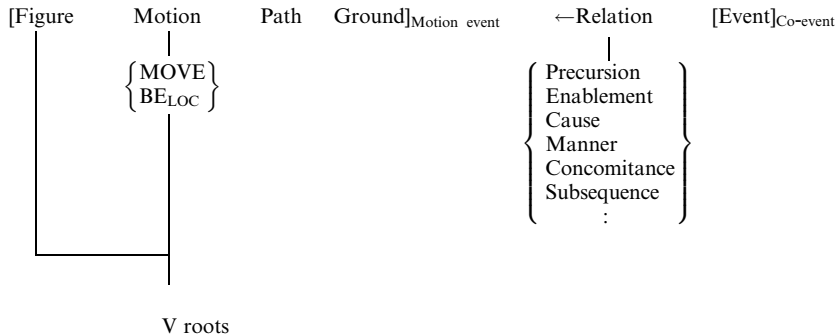 [Figure Motion Path Ground]Motion event ←Relation [Event]Co-event
MOVE
BELOC
Precursion
Enablement
Cause
Manner
Concomitance
Subsequence
:
V roots